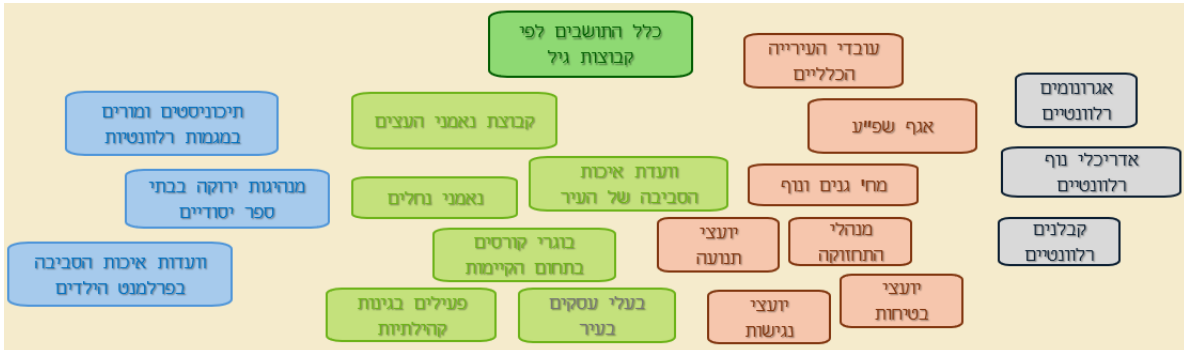 כלל התושבים לפי
קבוצות גיל
עובדי העירייה
הכלליים
אגרונומים
רלוונטיים
אגף שפ"ע
אדריכלי נוף
רלוונטיים
מח' גנים ונוף
קבלנים
רלוונטיים
מנהלי
התחזוקה
יועצי
תנועה
יועצי
בטיחות
יועצי
נגישות
קבוצת נאמני העצים
וועדת איכות
הסביבה של העיר
נאמני נחלים
בוגרי קורסים
בתחום הקיימות
בעלי עסקים
בעיר
פעילים בגינות
קהילתיות
תיכוניסטים ומורים
במגמות רלוונטיות
מנהיגות ירוקה בבתי
ספר יסודיים
וועדות איכות הסביבה
בפרלמנט הילדים